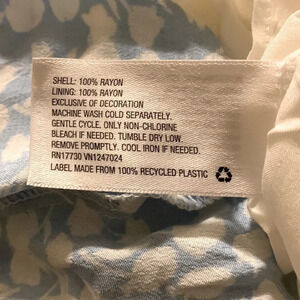 SHELL: 100% RAYON
LINING: 100% RAYON
EXCLUSIVE OF DECORATION
MACHINE WASH COLD SEPARATELY.
GENTLE CYCLE. ONLY NON-CHLORINE
BLEACH IF NEEDED. TUMBLE DRY LOW.
REMOVE PROMPTLY. COOL IRON IF NEEDED.
RN17730 VN1247024
LABEL MADE FROM 100% RECYCLED PLASTIC